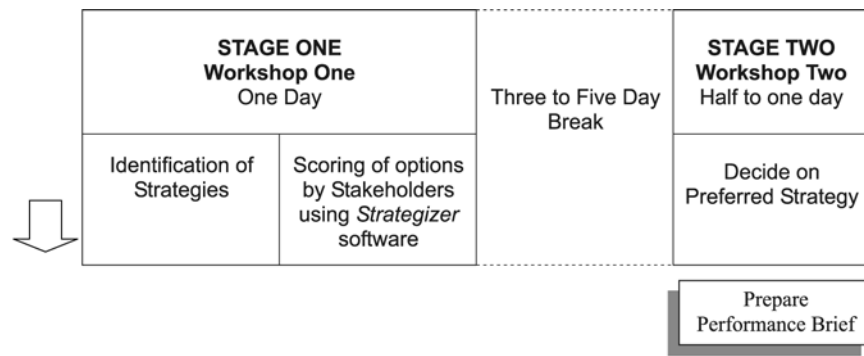 STAGE ONE
Workshop One
One Day
Three to Five Day
Break
STAGE TWO
Workshop Two
Half to one day
Identification of
Strategies
Scoring of options
by Stakeholders
using Strategizer
software
Decide on
Preferred Strategy
Prepare
Performance Brief